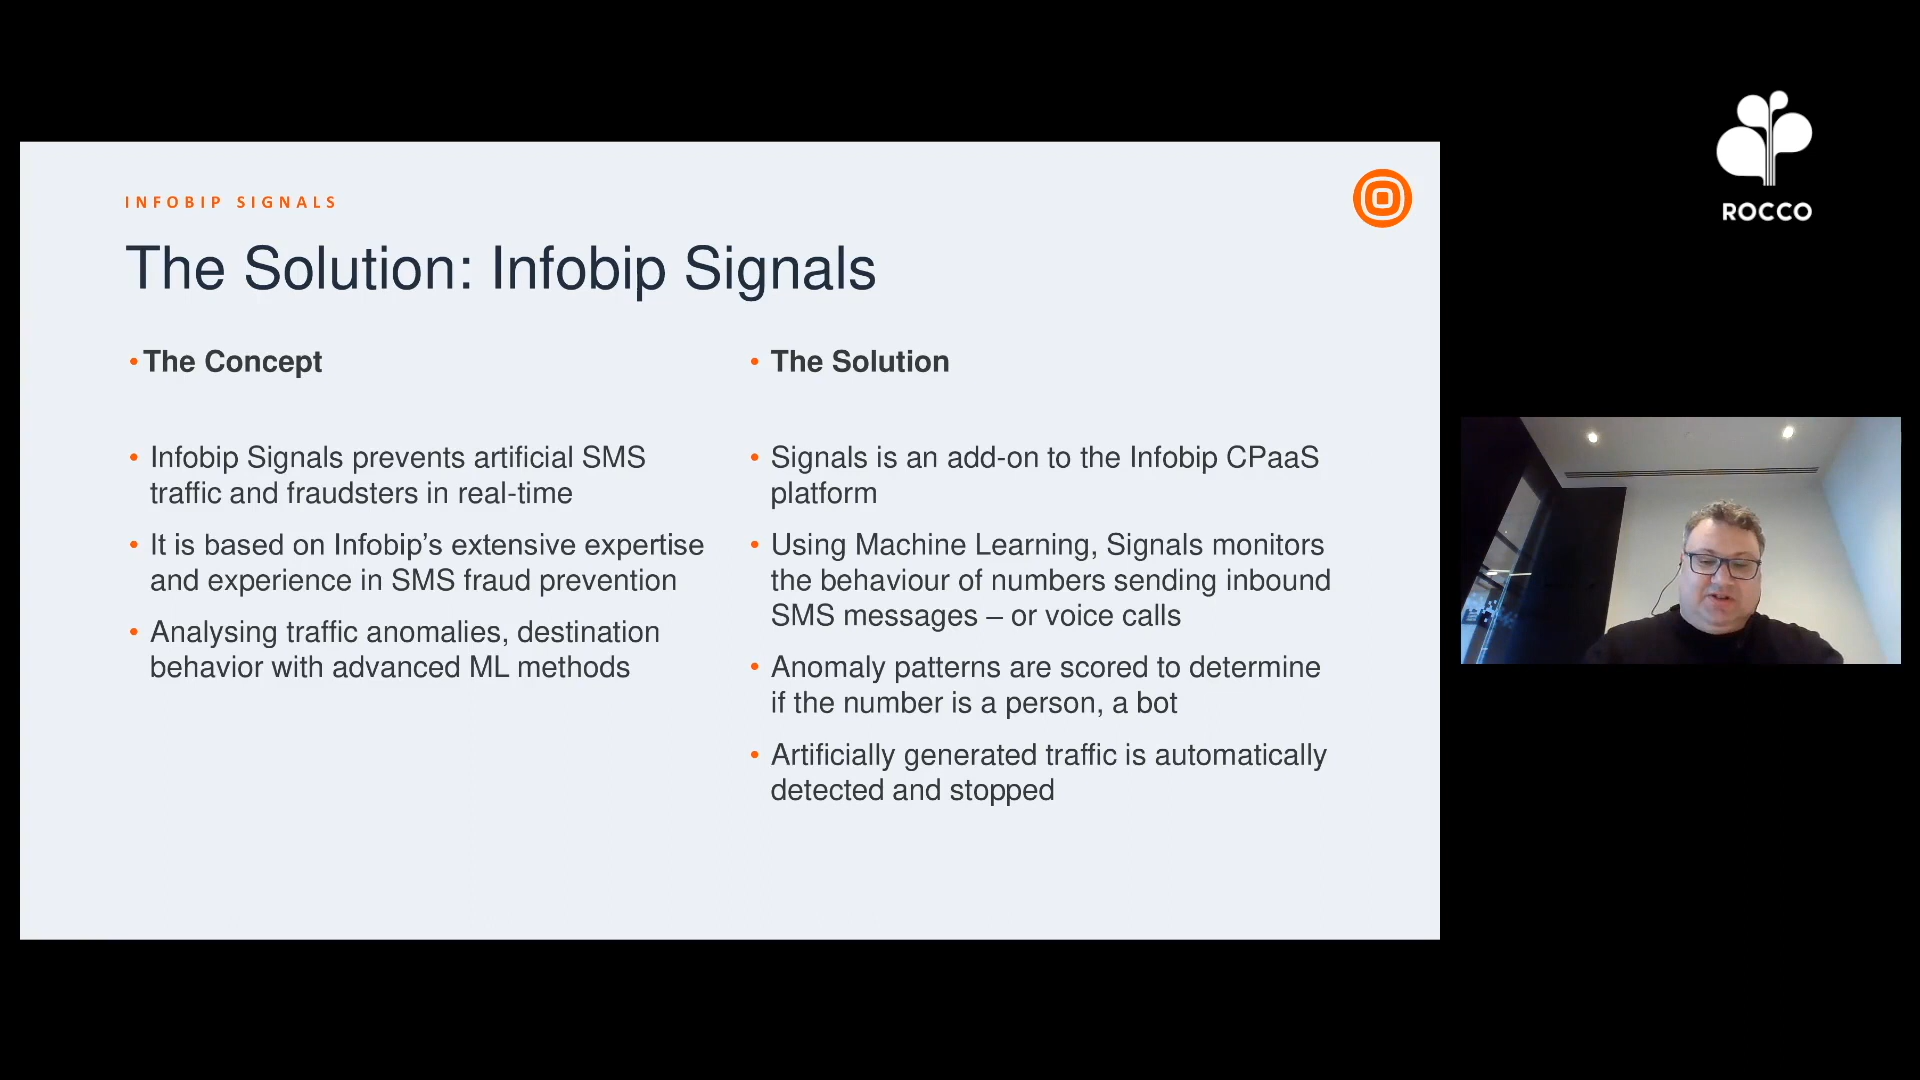 ROCCO
INFOBIP SIGNALS
The Solution: Infobip Signals
• The Concept
• Infobip Signals prevents artificial SMS
traffic and fraudsters in real-time
• It is based on Infobip’s extensive expertise
and experience in SMS fraud prevention
• Analysing traffic anomalies, destination
behavior with advanced ML methods
• The Solution
• Signals is an add-on to the Infobip CPaaS
platform
• Using Machine Learning, Signals monitors
the behaviour of numbers sending inbound
SMS messages – or voice calls
• Anomaly patterns are scored to determine
if the number is a person, a bot
• Artificially generated traffic is automatically
detected and stopped